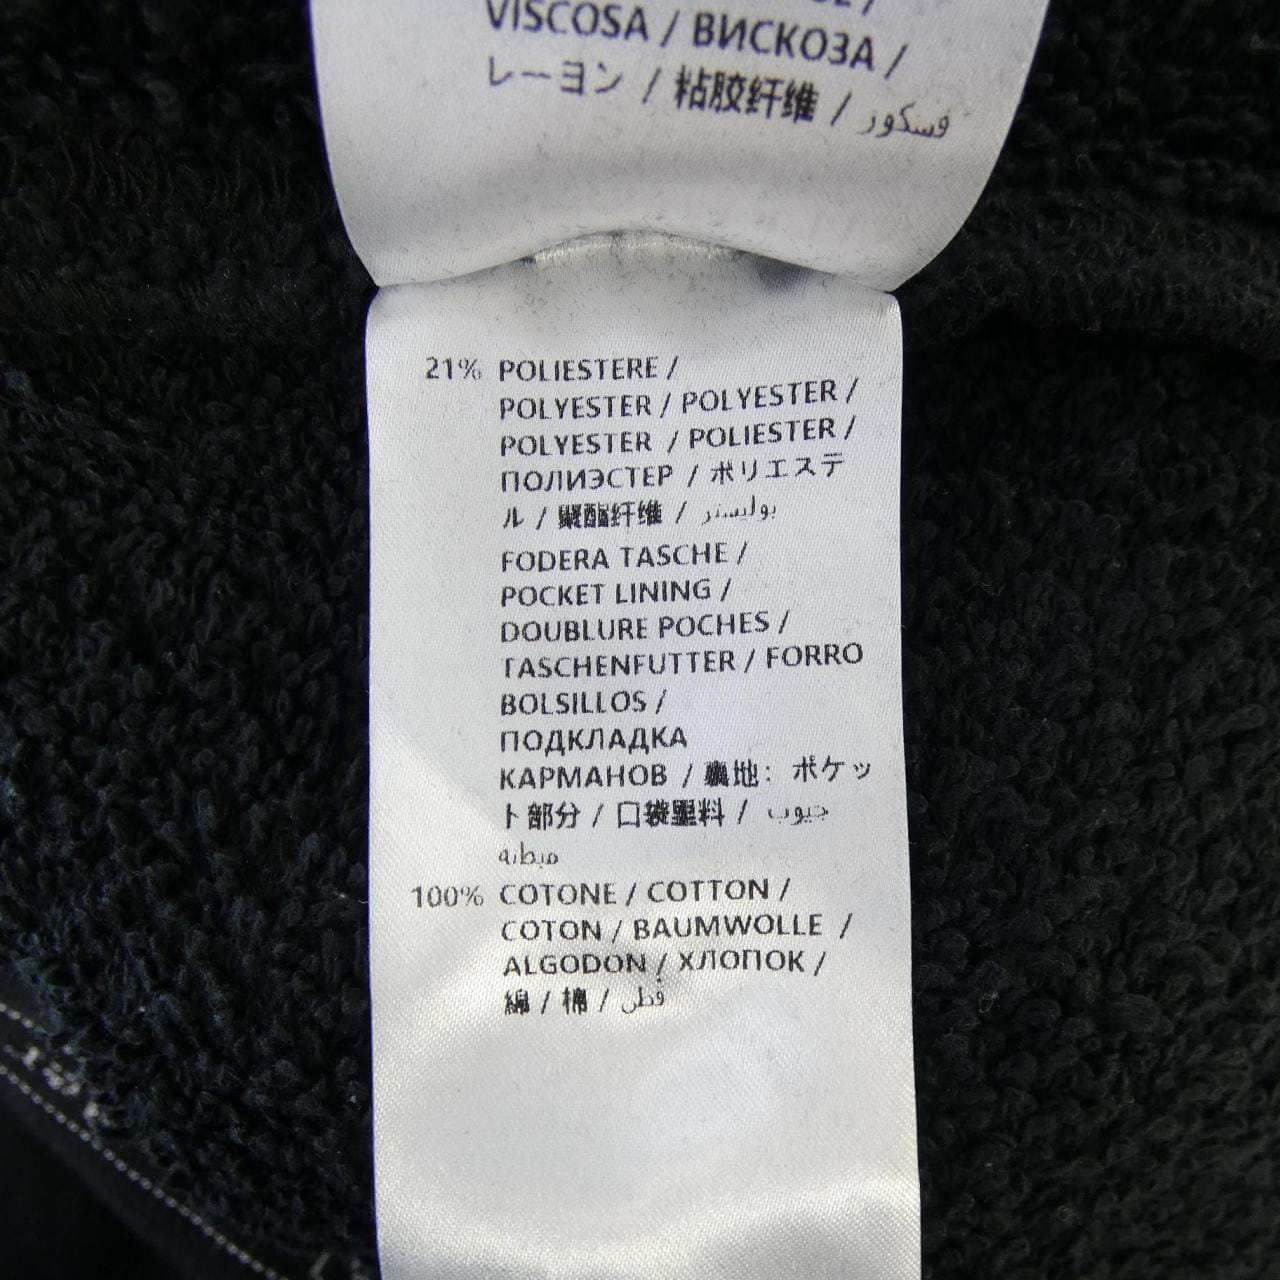 VISCOSA / ВИСКОЗА /
レーヨン / 粘胶纤维 / فسكور
21% POLIESTERE /
POLYESTER / POLYESTER /
POLYESTER / POLIESTER /
ПОЛИЭСТЕР / ポリエステ
ル / 聚酯纤维 / بوليستر
FODERA TASCHE /
POCKET LINING /
DOUBLURE POCHES /
TASCHENFUTTER / FORRO
BOLSILLOS /
ПОДКЛАДКА
КАРМАНОВ / 裏地: ポケッ
ト部分 / 口袋里料 / جيوب
مبطنه
100% COTONE / COTTON /
COTON / BAUMWOLLE /
ALGODON / ХЛОПОК /
綿 / 棉 / قطن